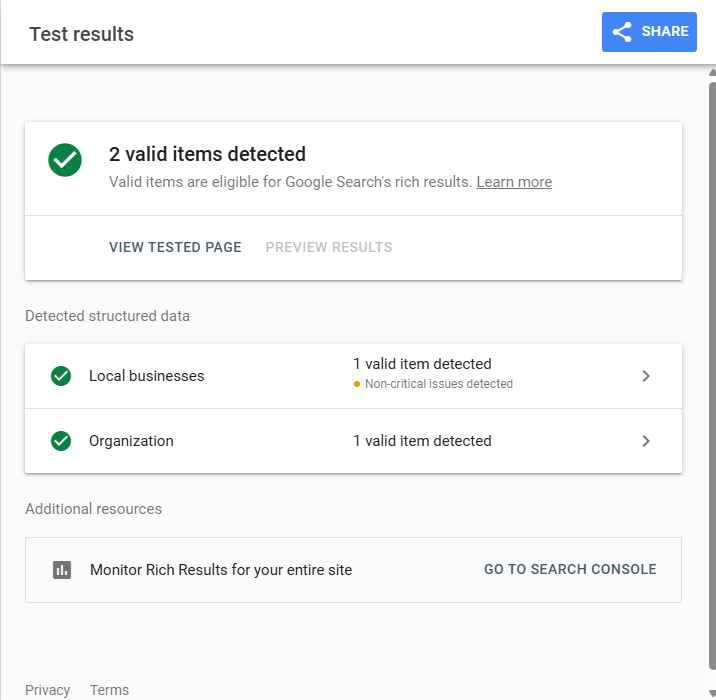 Test results
SHARE
2 valid items detected
Valid items are eligible for Google Search's rich results. Learn more
VIEW TESTED PAGE PREVIEW RESULTS
Detected structured data
Local businesses
1 valid item detected
Non-critical issues detected
Organization
1 valid item detected
Additional resources
Monitor Rich Results for your entire site
GO TO SEARCH CONSOLE
Privacy Terms